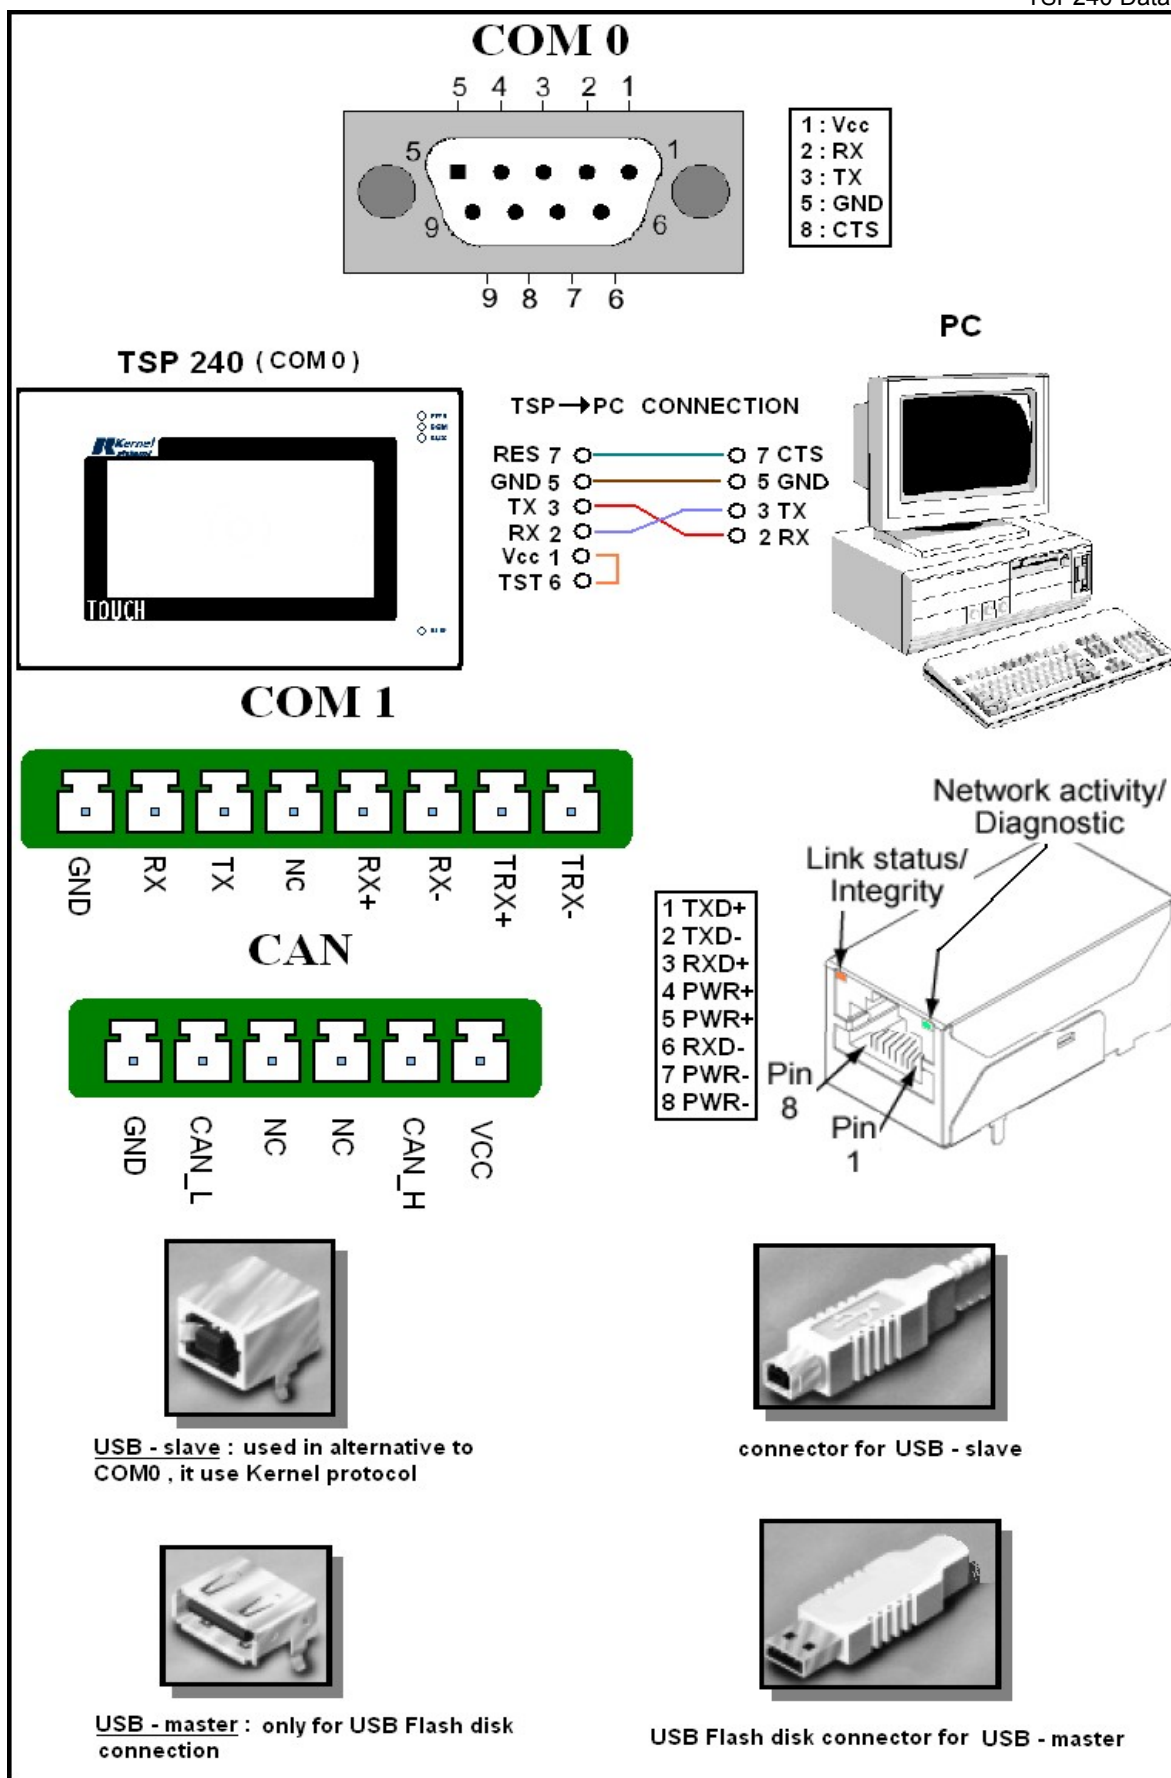 COM 0
5 4 3 2 1
5
1
9
6
9 8 7 6
1 : Vcc
2 : RX
3 : TX
5 : GND
8 : CTS
TSP 240 ( COM 0 )
Kernel
TOUCH
TSP→PC CONNECTION
RES 7
7 CTS
GND 5
5 GND
TX 3
3 TX
RX 2
2 RX
Vcc 1
TST 6
PC
COM 1
GND RX TX NC RX+ RX- TRX+ TRX-
CAN
GND CAN_L NC NC CAN_H VCC
1 TXD+
2 TXD-
3 RXD+
4 PWR+
5 PWR+
6 RXD-
7 PWR-
8 PWR-
Network activity/
Diagnostic
Link status/
Integrity
Pin
8
Pin
1
USB - slave : used in alternative to
COM0 , it use Kernel protocol
connector for USB - slave
USB - master : only for USB Flash disk
connection
USB Flash disk connector for USB - master